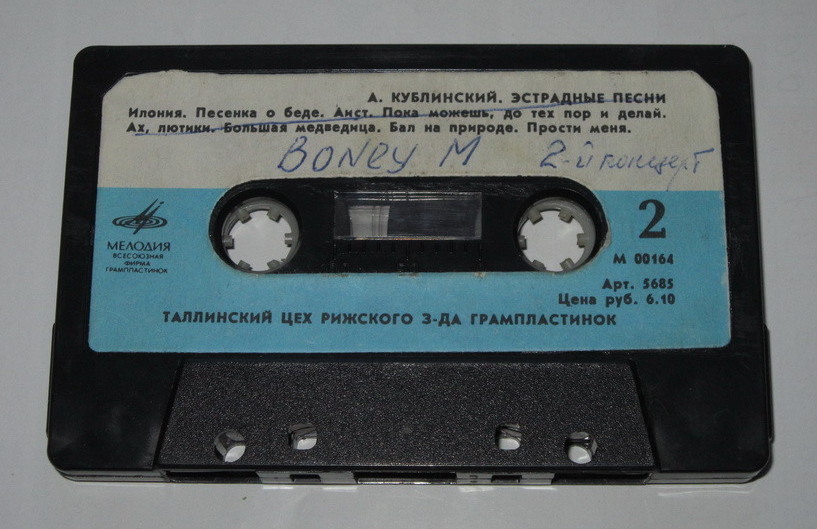 А. КУБЛИНСКИЙ. ЭСТРАДНЫЕ ПЕСНИ
Илония. Песенка о беде. Аист. Пока можешь, до тех пор и делай.
Ах, лютики. Большая медведица. Бал на природе. Прости меня.
Boney M 2-й концерт
2
МЕЛОДИЯ
ВСЕСОЮЗНАЯ
ФИРМА
ГРАМПЛАСТИНОК
М 00164
Арт. 5685
Цена руб. 6.10
ТАЛЛИНСКИЙ ЦЕХ РИЖСКОГО З-ДА ГРАМПЛАСТИНОК